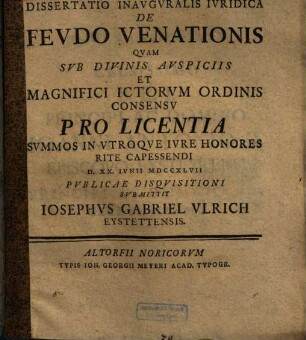 DISSERTATIO INAVGVRALIS IVRIDICA
DE
FEVDO VENATIONIS
QVAM
SVB DIVINIS AVSPICIIS
ET
MAGNIFICI ICTORVM ORDINIS
CONSENSV
PRO LICENTIA
SVMMOS IN VTROQVE IVRE HONORES
RITE CAPESSENDI
D. XX. IVNII MDCCXLVII
PVBLICAE DISQVISITIONI
SVBMITTIT
IOSEPHVS GABRIEL VLRICH
EYSTETTENSIS.
ALTORFII NORICORVM
TYPIS IOH. GEORGII MEYERI ACAD. TYPOGR.